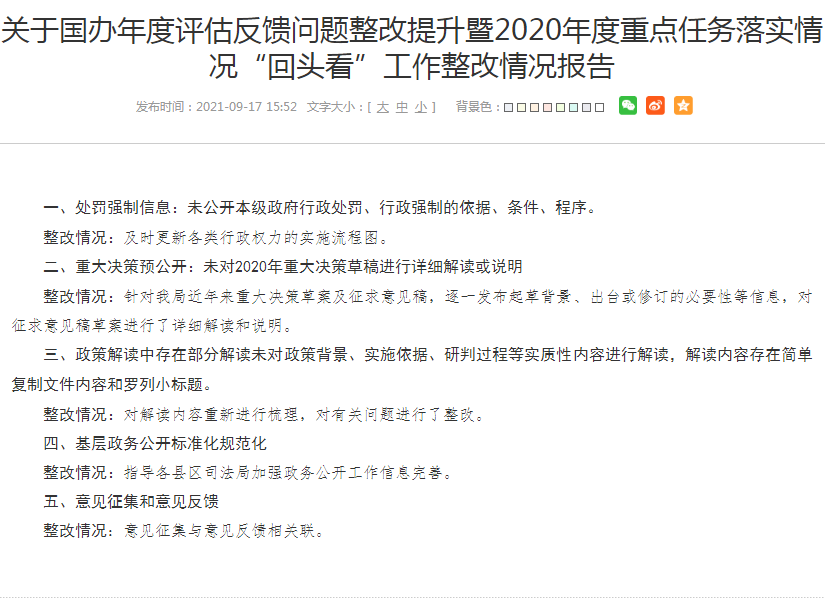 关于国办年度评估反馈问题整改提升暨2020年度重点任务落实情
况“回头看”工作整改情况报告
发布时间：2021-09-17 15:52 文字大小：[ 大 中 小 ] 背景色：
一、处罚强制信息：未公开本级政府行政处罚、行政强制的依据、条件、程序。
整改情况：及时更新各类行政权力的实施流程图。
二、重大决策预公开：未对2020年重大决策草稿进行详细解读或说明
整改情况：针对我局近年来重大决策草案及征求意见稿，逐一发布起草背景、出台或修订的必要性等信息，对
征求意见稿草案进行了详细解读和说明。
三、政策解读中存在部分解读未对政策背景、实施依据、研判过程等实质性内容进行解读，解读内容存在简单
复制文件内容和罗列小标题。
整改情况：对解读内容重新进行梳理，对有关问题进行了整改。
四、基层政务公开标准化规范化
整改情况：指导各县区司法局加强政务公开工作信息完善。
五、意见征集和意见反馈
整改情况：意见征集与意见反馈相关联。